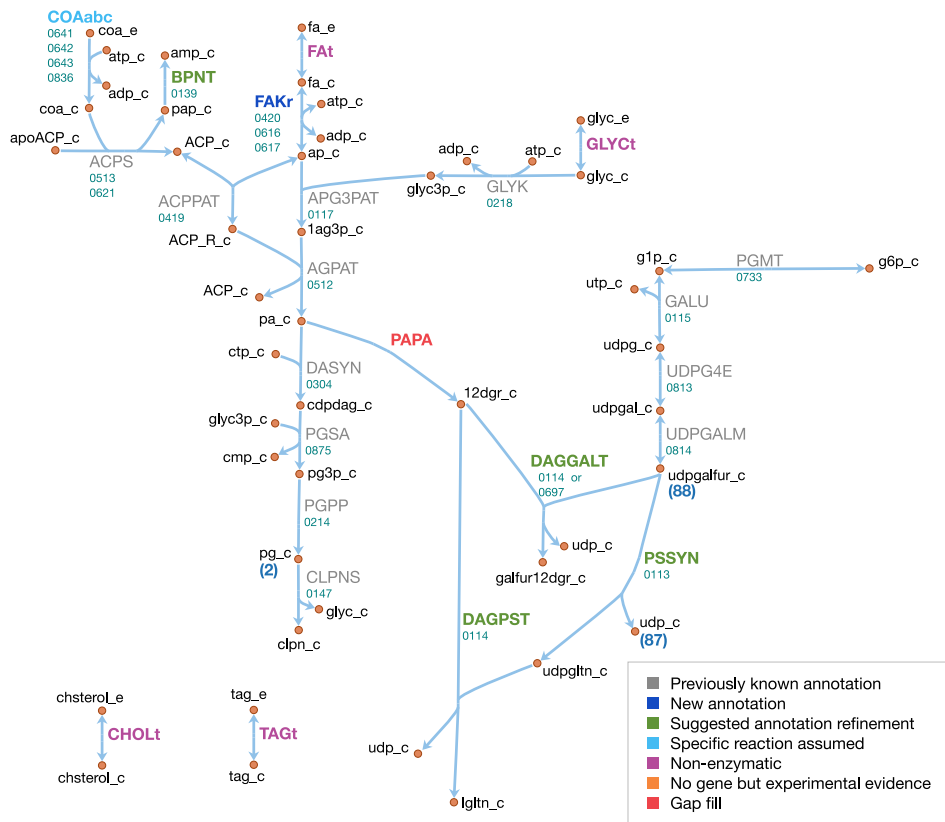 COAabc
coa_e
0641
0642
0643
0836
atp_c
adp_c
coa_c
amp_c
BPNT
0139
pap_c
apoACP_c
ACPS
0513
0621
ACP_c
fa_e
FAt
fa_c
FAKr
0420
0616
0617
atp_c
adp_c
ap_c
ACPPAT
0419
ACP_R_c
APG3PAT
0117
1ag3p_c
glyc_e
GLYCt
glyc_c
adp_c
atp_c
GLYK
0218
glyc3p_c
AGPAT
0512
ACP_c
pa_c
PAPA
ctp_c
DASYN
0304
cdpdag_c
glyc3p_c
PGSA
0875
cmp_c
pg3p_c
PGPP
0214
pg_c
(2)
CLPNS
0147
glyc_c
clpn_c
g1p_c
PGMT
0733
g6p_c
utp_c
GALU
0115
udpg_c
UDPG4E
0813
udpgal_c
UDPGALM
0814
udpgalfur_c
(88)
12dgr_c
DAGGALT
0114 or
0697
udp_c
galfur12dgr_c
PSSYN
0113
udp_c
(87)
DAGPST
0114
udpgltn_c
udp_c
lgltn_c
chsterol_e
CHOLt
chsterol_c
tag_e
TAGt
tag_c
Previously known annotation
New annotation
Suggested annotation refinement
Specific reaction assumed
Non-enzymatic
No gene but experimental evidence
Gap fill